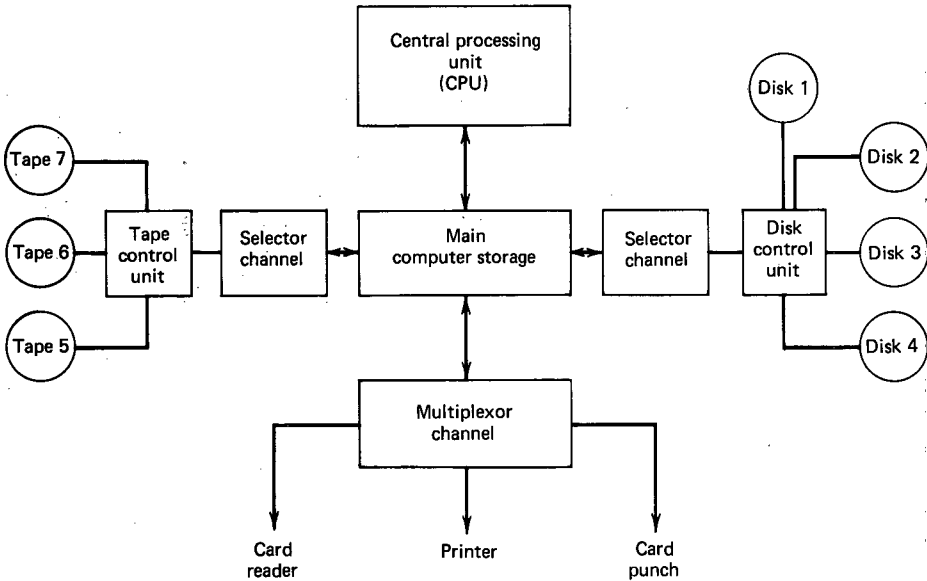 Central processing
unit
(CPU)
Disk 1
Tape 7
Disk 2
Tape 6
Tape
control
unit
Selector
channel
Main
computer storage
Selector
channel
Disk
control
unit
Disk 3
Tape 5
Disk 4
Multiplexor
channel
Card
reader
Printer
Card
punch